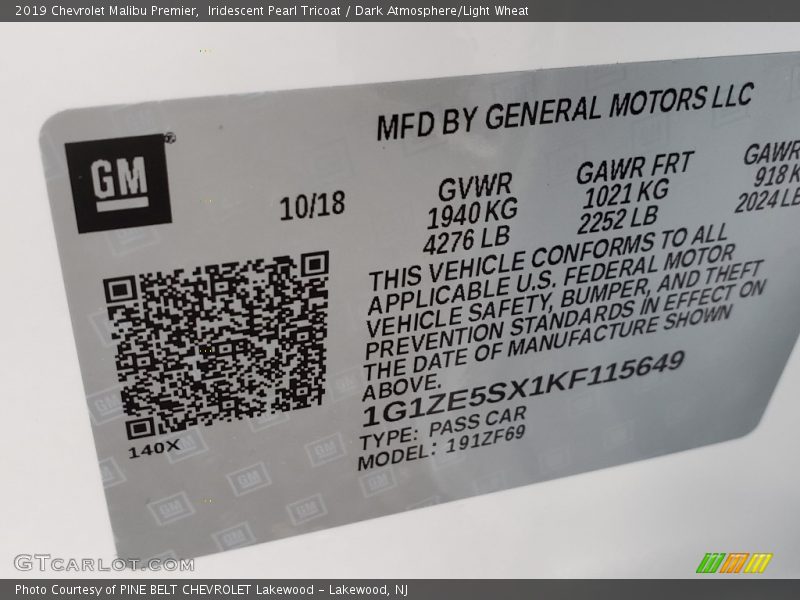 2019 Chevrolet Malibu Premier,  Iridescent Pearl Tricoat / Dark Atmosphere/Light Wheat
MFD BY GENERAL MOTORS LLC
GM
10/18
GVWR
1940 KG
4276 LB
GAWR FRT
1021 KG
2252 LB
GAWR
918 K
2024 LB
THIS VEHICLE CONFORMS TO ALL
APPLICABLE U.S. FEDERAL MOTOR
VEHICLE SAFETY, BUMPER, AND THEFT
PREVENTION STANDARDS IN EFFECT ON
THE DATE OF MANUFACTURE SHOWN
ABOVE.
1G1ZE5SX1KF115649
TYPE: PASS CAR
MODEL: 191ZF69
140X
GTCARLOT.COM
Photo Courtesy of PINE BELT CHEVROLET Lakewood - Lakewood, NJ